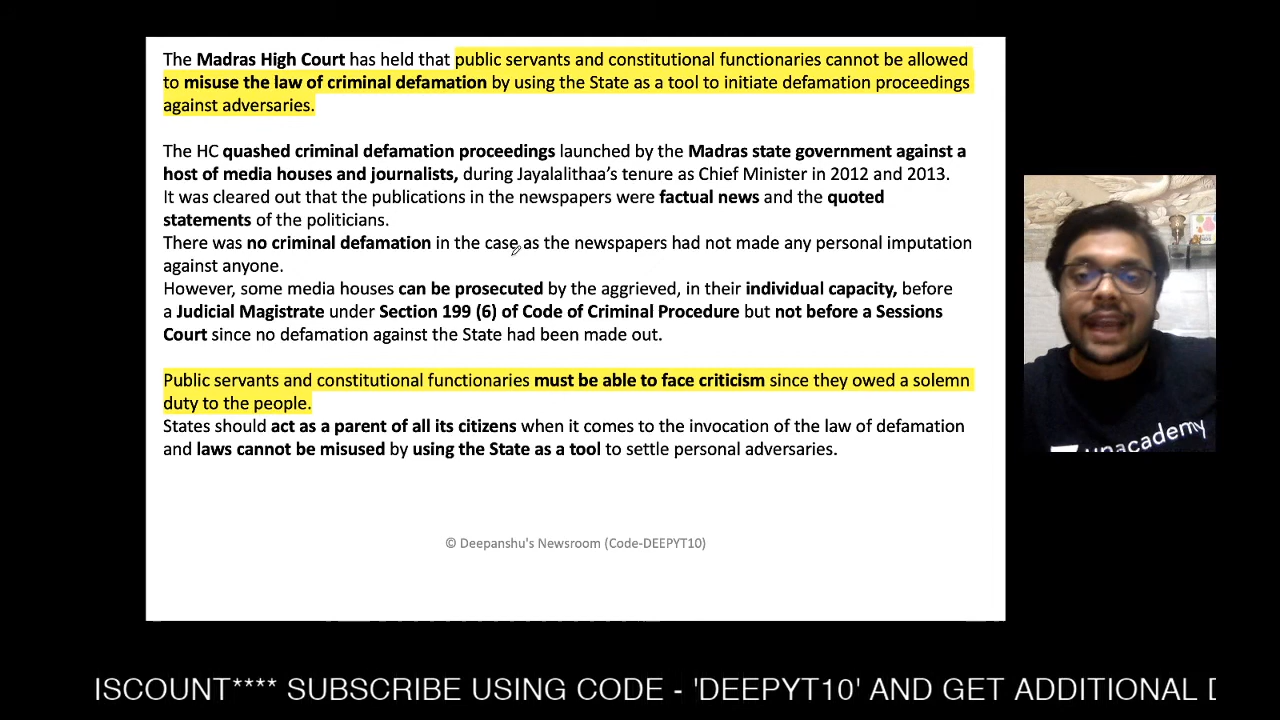 The Madras High Court has held that public servants and constitutional functionaries cannot be allowed
to misuse the law of criminal defamation by using the State as a tool to initiate defamation proceedings
against adversaries.
The HC quashed criminal defamation proceedings launched by the Madras state government against a
host of media houses and journalists, during Jayalalithaa's tenure as Chief Minister in 2012 and 2013.
It was cleared out that the publications in the newspapers were factual news and the quoted
statements of the politicians.
There was no criminal defamation in the case as the newspapers had not made any personal imputation
against anyone.
However, some media houses can be prosecuted by the aggrieved, in their individual capacity, before
a Judicial Magistrate under Section 199 (6) of Code of Criminal Procedure but not before a Sessions
Court since no defamation against the State had been made out.
Public servants and constitutional functionaries must be able to face criticism since they owed a solemn
duty to the people.
States should act as a parent of all its citizens when it comes to the invocation of the law of defamation
and laws cannot be misused by using the State as a tool to settle personal adversaries.
© Deepanshu's Newsroom (Code-DEEPYT10)
unacademy
ISCOUNT**** SUBSCRIBE USING CODE - 'DEEPYT10' AND GET ADDITIONAL D